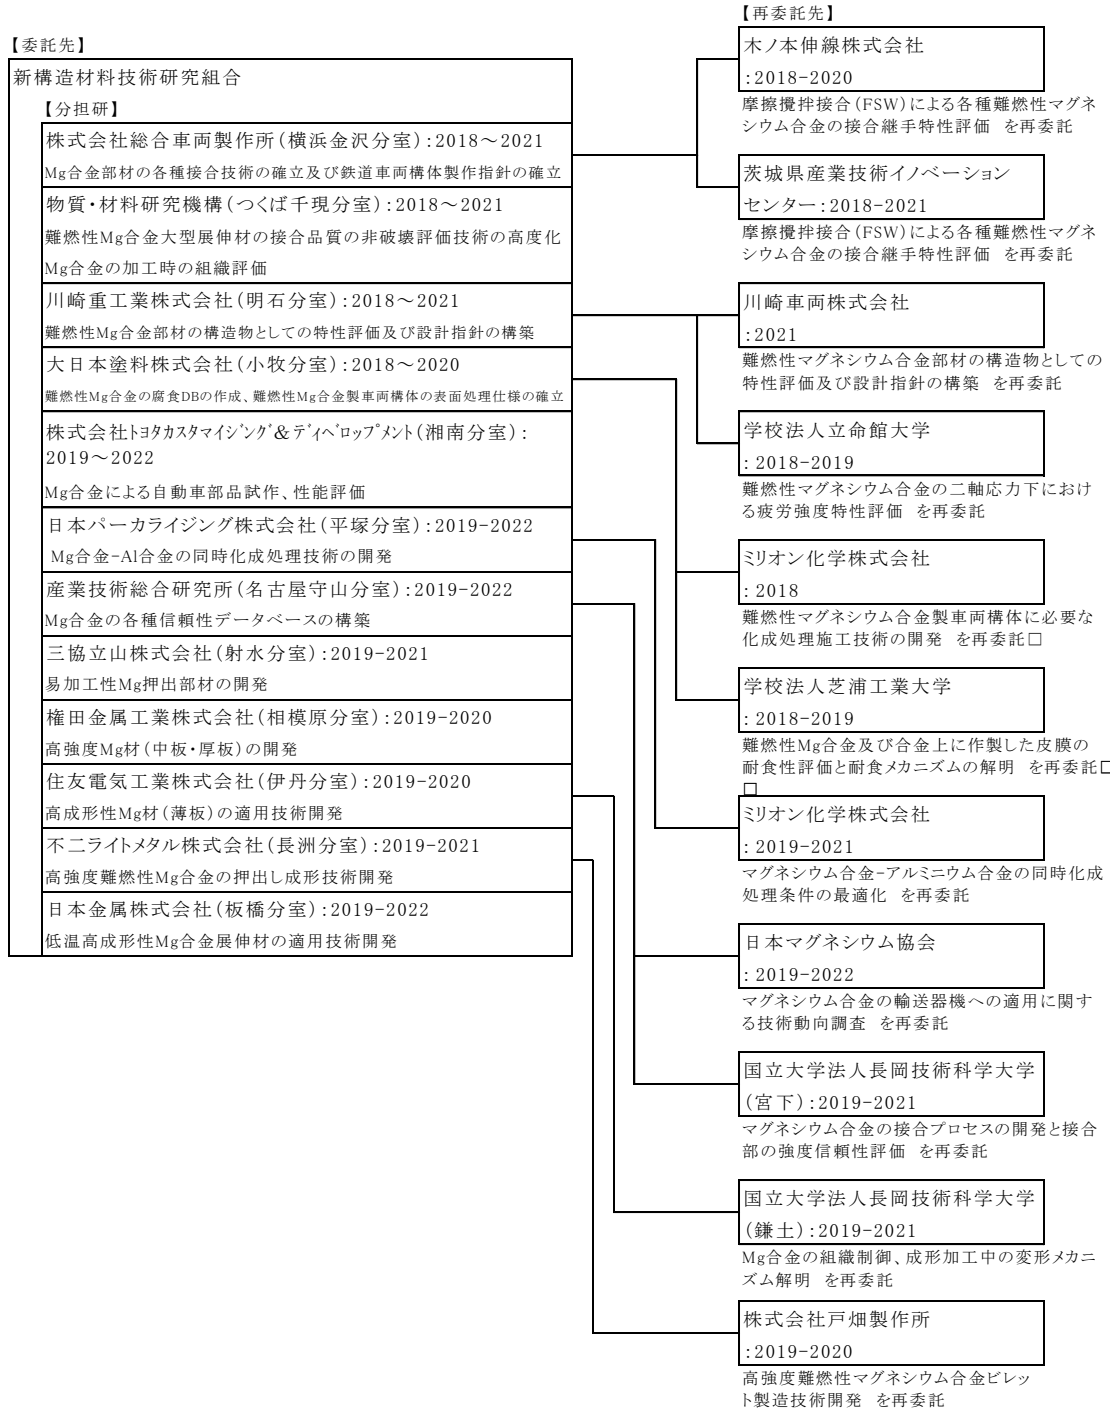 【委託先】
新構造材料技術研究組合
【分担研】
株式会社総合車両製作所(横浜金沢分室):2018～2021
Mg合金部材の各種接合技術の確立及び鉄道車両構体製作指針の確立
物質・材料研究機構(つくば千現分室):2018～2021
難燃性Mg合金大型展伸材の接合品質の非破壊評価技術の高度化
Mg合金の加工時の組織評価
川崎重工業株式会社(明石分室):2018～2021
難燃性Mg合金部材の構造物としての特性評価及び設計指針の構築
大日本塗料株式会社(小牧分室):2018～2020
難燃性Mg合金の腐食DBの作成、難燃性Mg合金製車両構体の表面処理仕様の確立
株式会社ﾄﾖﾀｶｽﾀﾏｲｼﾞﾝｸﾞ&ﾃﾞｨﾍﾞﾛｯﾌﾟﾒﾝﾄ(湘南分室):
2019～2022
Mg合金による自動車部品試作、性能評価
日本パーカライジング株式会社(平塚分室):2019-2022
Mg合金-Al合金の同時化成処理技術の開発
産業技術総合研究所(名古屋守山分室):2019-2022
Mg合金の各種信頼性データベースの構築
三協立山株式会社(射水分室):2019-2021
易加工性Mg押出部材の開発
権田金属工業株式会社(相模原分室):2019-2020
高強度Mg材(中板・厚板)の開発
住友電気工業株式会社(伊丹分室):2019-2020
高成形性Mg材(薄板)の適用技術開発
不二ライトメタル株式会社(長洲分室):2019-2021
高強度難燃性Mg合金の押出し成形技術開発
日本金属株式会社(板橋分室):2019-2022
低温高成形性Mg合金展伸材の適用技術開発
【再委託先】
木ノ本伸線株式会社
:2018-2020
摩擦攪拌接合(FSW)による各種難燃性マグネ
シウム合金の接合継手特性評価 を再委託
茨城県産業技術イノベーション
センター:2018-2021
摩擦攪拌接合(FSW)による各種難燃性マグネ
シウム合金の接合継手特性評価 を再委託
川崎車両株式会社
:2021
難燃性マグネシウム合金部材の構造物としての
特性評価及び設計指針の構築 を再委託
学校法人立命館大学
: 2018-2019
難燃性マグネシウム合金の二軸応力下におけ
る疲労強度特性評価 を再委託
ミリオン化学株式会社
: 2018
難燃性マグネシウム合金製車両構体に必要な
化成処理施工技術の開発 を再委託□
学校法人芝浦工業大学
: 2018-2019
難燃性Mg合金及び合金上に作製した皮膜の
耐食性評価と耐食メカニズムの解明 を再委託□
□
ミリオン化学株式会社
: 2019-2021
マグネシウム合金-アルミニウム合金の同時化成
処理条件の最適化 を再委託
日本マグネシウム協会
: 2019-2022
マグネシウム合金の輸送器機への適用に関す
る技術動向調査 を再委託
国立大学法人長岡技術科学大学
(宮下):2019-2021
マグネシウム合金の接合プロセスの開発と接合
部の強度信頼性評価 を再委託
国立大学法人長岡技術科学大学
(鎌土):2019-2021
Mg合金の組織制御、成形加工中の変形メカニ
ズム解明 を再委託
株式会社戸畑製作所
:2019-2020
高強度難燃性マグネシウム合金ビレッ
ト製造技術開発 を再委託